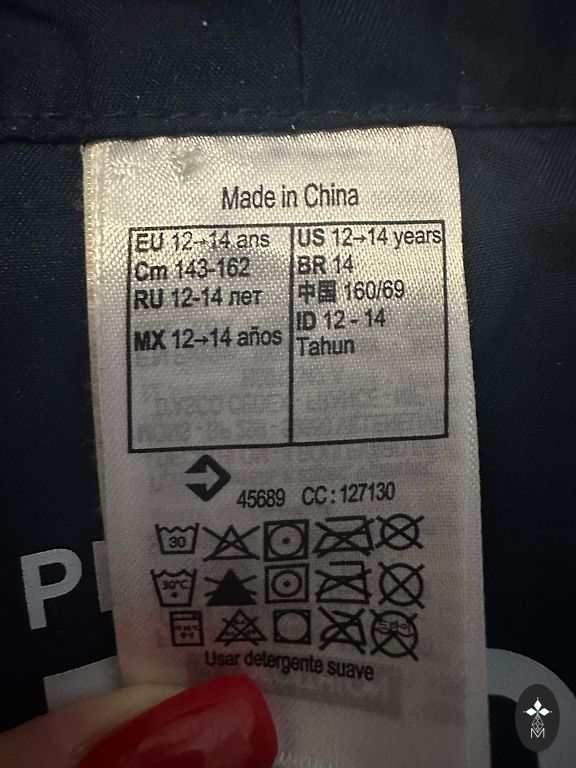 Made in China
EU 12→14 ans
Cm 143-162
RU 12-14 лет
MX 12→14 años
US 12→14 years
BR 14
中国 160/69
ID 12 - 14
Tahun
45689 CC : 127130
30
30°C
Usar detergente suave
P